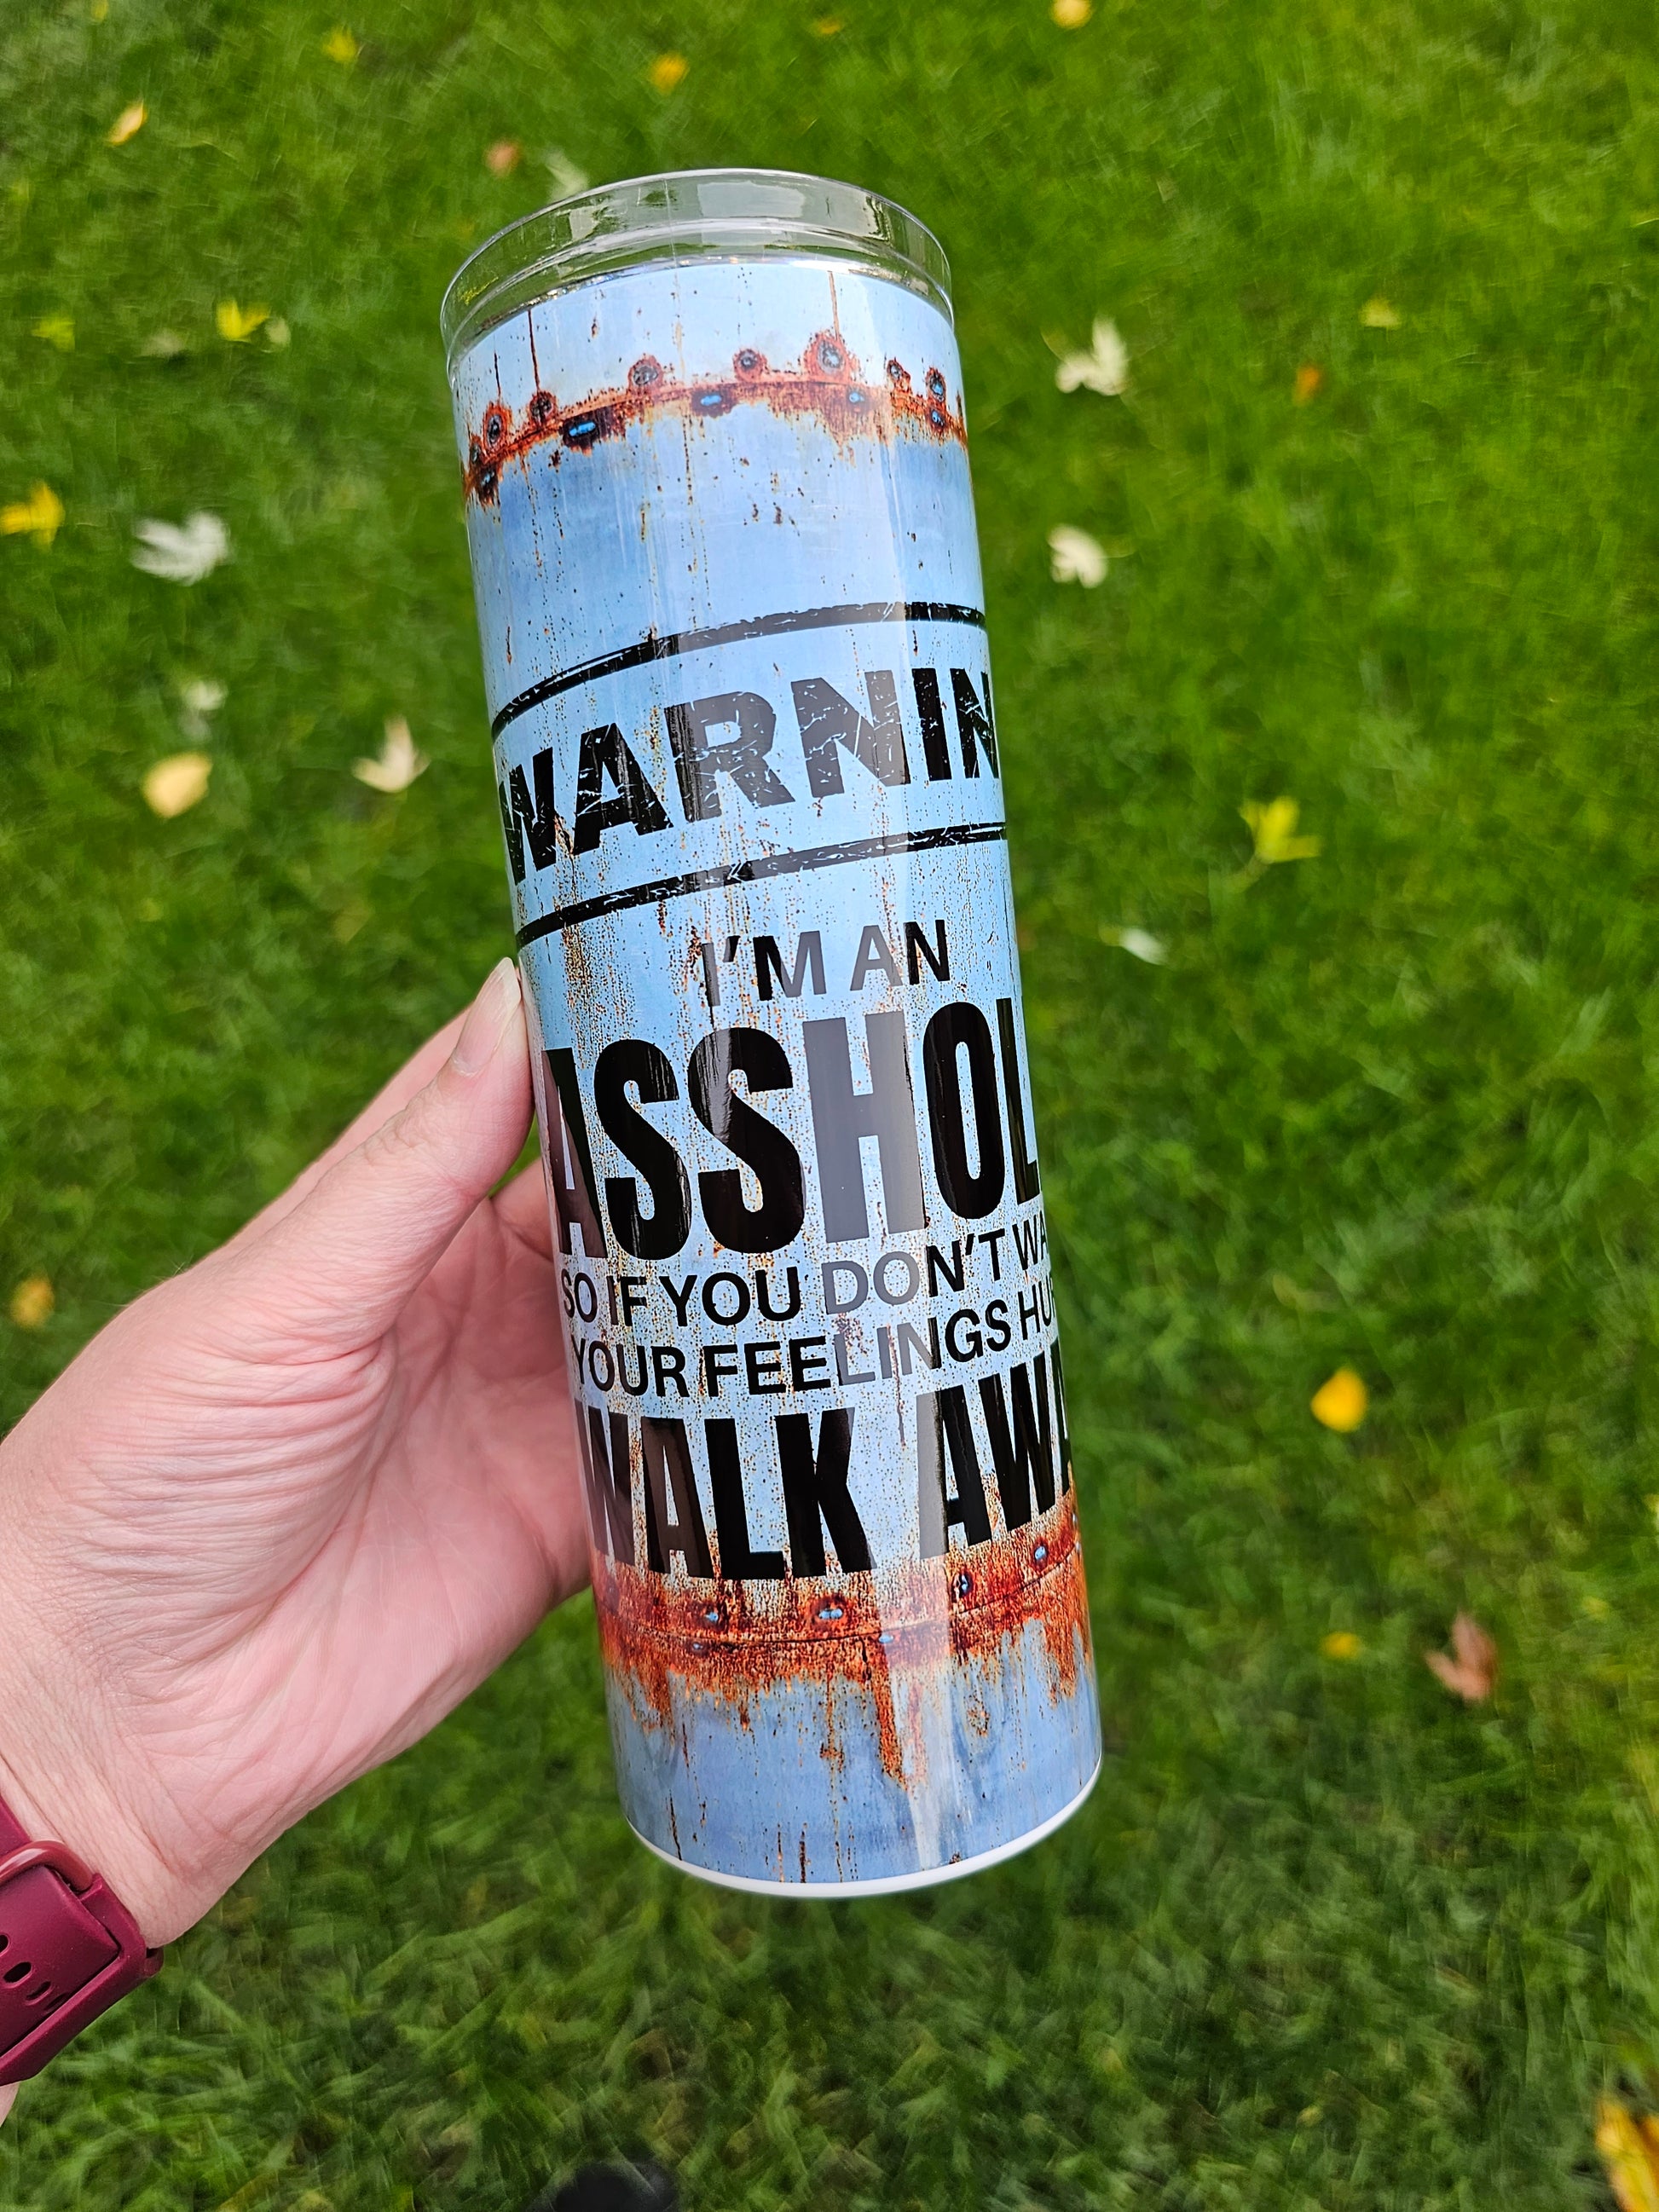 WARNIN
I'M AN
ASSHOL
SO IF YOU DON'T WA
YOUR FEELINGS HU
WALK AWA